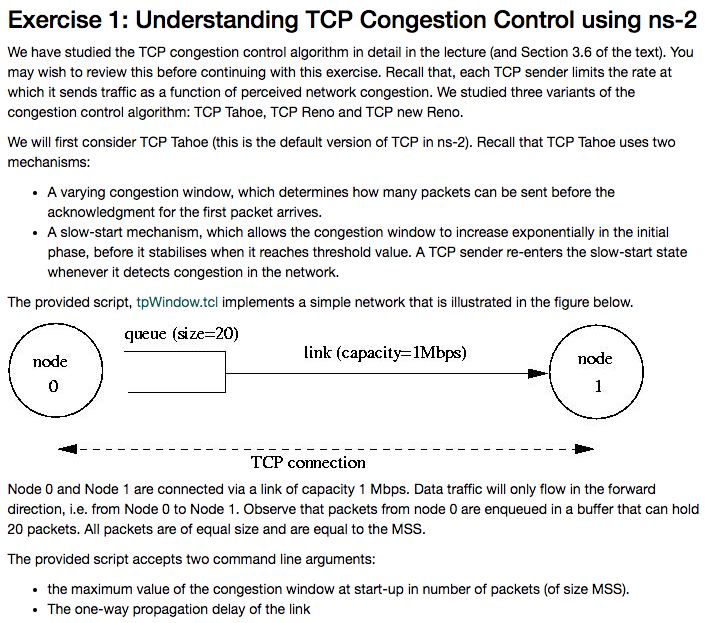 Exercise 1: Understanding TCP Congestion Control using ns-2
We have studied the TCP congestion control algorithm in detail in the lecture (and Section 3.6 of the text). You
may wish to review this before continuing with this exercise. Recall that, each TCP sender limits the rate at
which it sends traffic as a function of perceived network congestion. We studied three variants of the
congestion control algorithm: TCP Tahoe, TCP Reno and TCP new Reno.
We will first consider TCP Tahoe (this is the default version of TCP in ns-2). Recall that TCP Tahoe uses two
mechanisms:
• A varying congestion window, which determines how many packets can be sent before the
acknowledgment for the first packet arrives.
• A slow-start mechanism, which allows the congestion window to increase exponentially in the initial
phase, before it stabilises when it reaches threshold value. A TCP sender re-enters the slow-start state
whenever it detects congestion in the network.
The provided script, tpWindow.tcl implements a simple network that is illustrated in the figure below.
queue (size=20)
link (capacity=1Mbps)
node
0
node
1
TCP connection
Node 0 and Node 1 are connected via a link of capacity 1 Mbps. Data traffic will only flow in the forward
direction, i.e. from Node 0 to Node 1. Observe that packets from node 0 are enqueued in a buffer that can hold
20 packets. All packets are of equal size and are equal to the MSS.
The provided script accepts two command line arguments:
• the maximum value of the congestion window at start-up in number of packets (of size MSS).
• The one-way propagation delay of the link